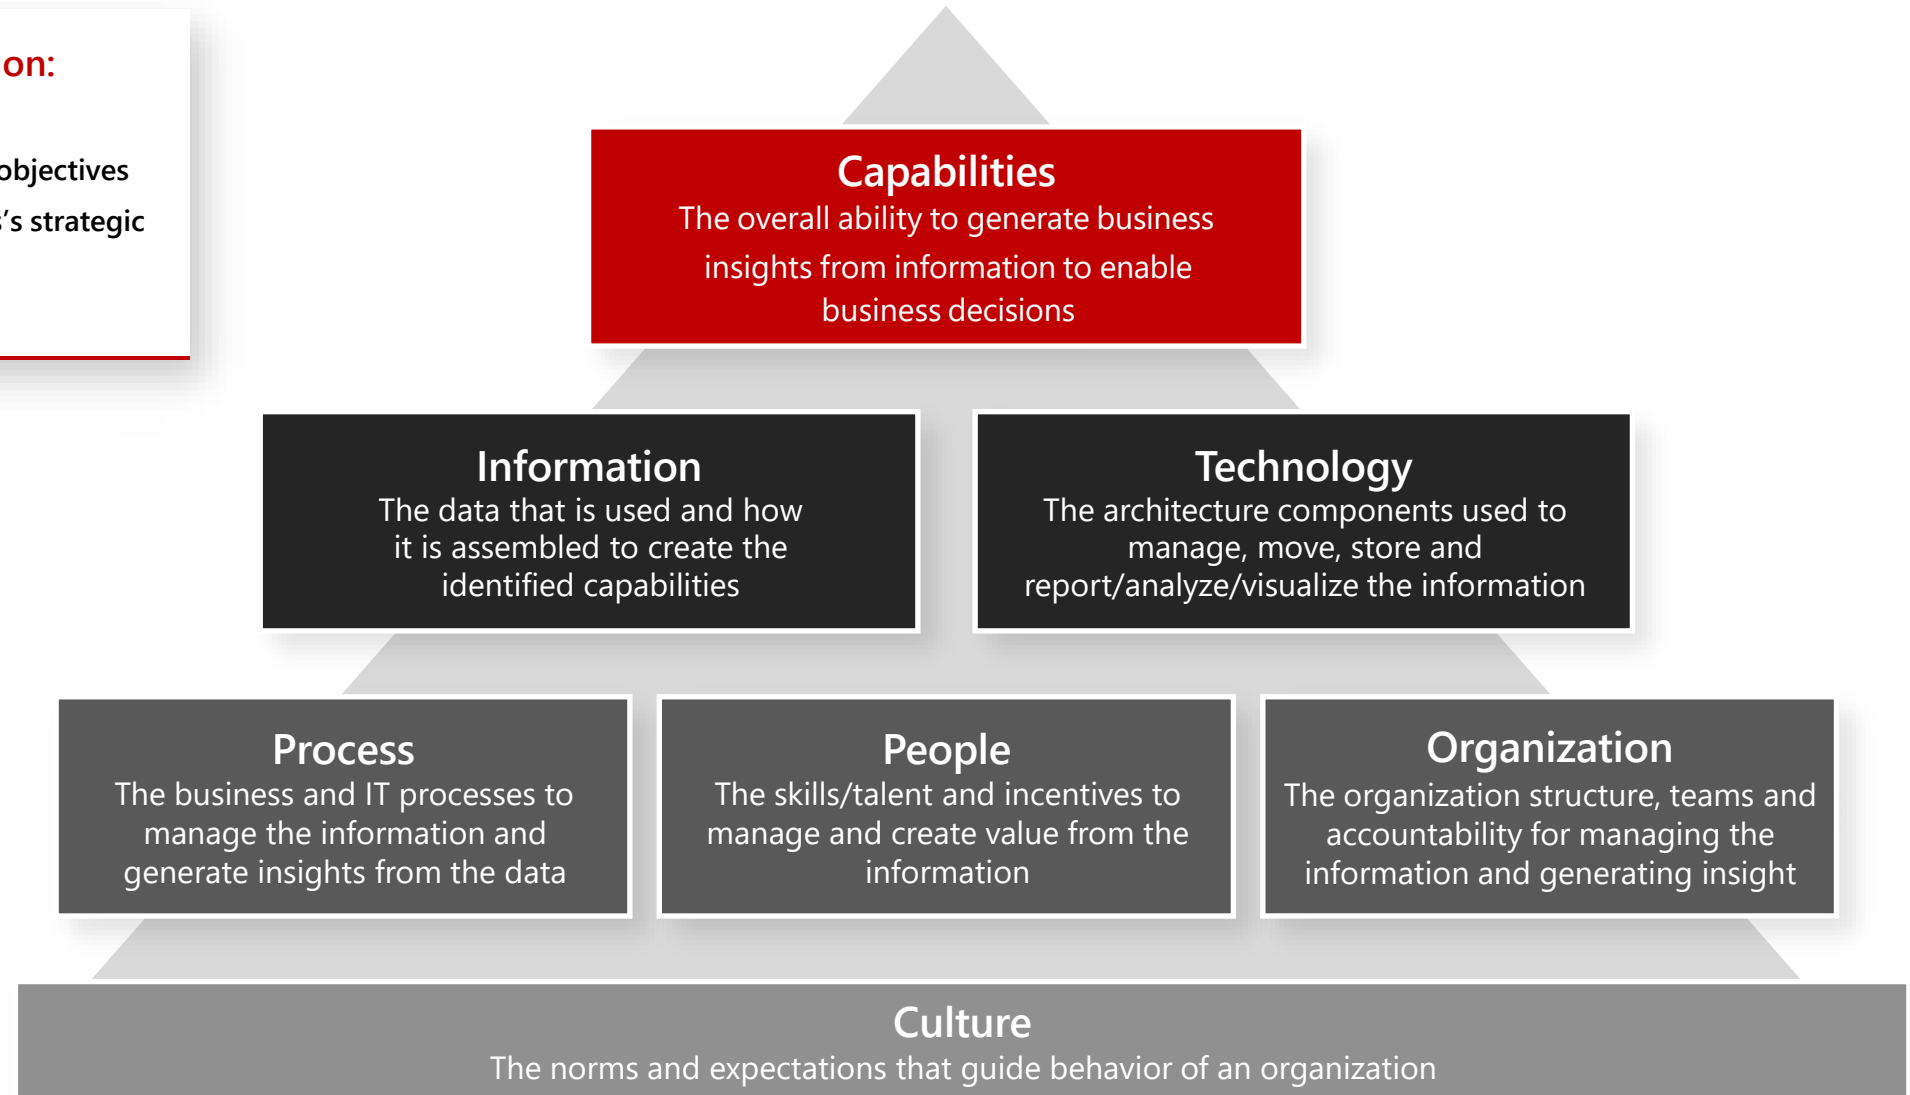 on:
objectives
's strategic
Capabilities
The overall ability to generate business
insights from information to enable
business decisions
Information
The data that is used and how
it is assembled to create the
identified capabilities
Technology
The architecture components used to
manage, move, store and
report/analyze/visualize the information
Process
The business and IT processes to
manage the information and
generate insights from the data
People
The skills/talent and incentives to
manage and create value from the
information
Organization
The organization structure, teams and
accountability for managing the
information and generating insight
Culture
The norms and expectations that guide behavior of an organization